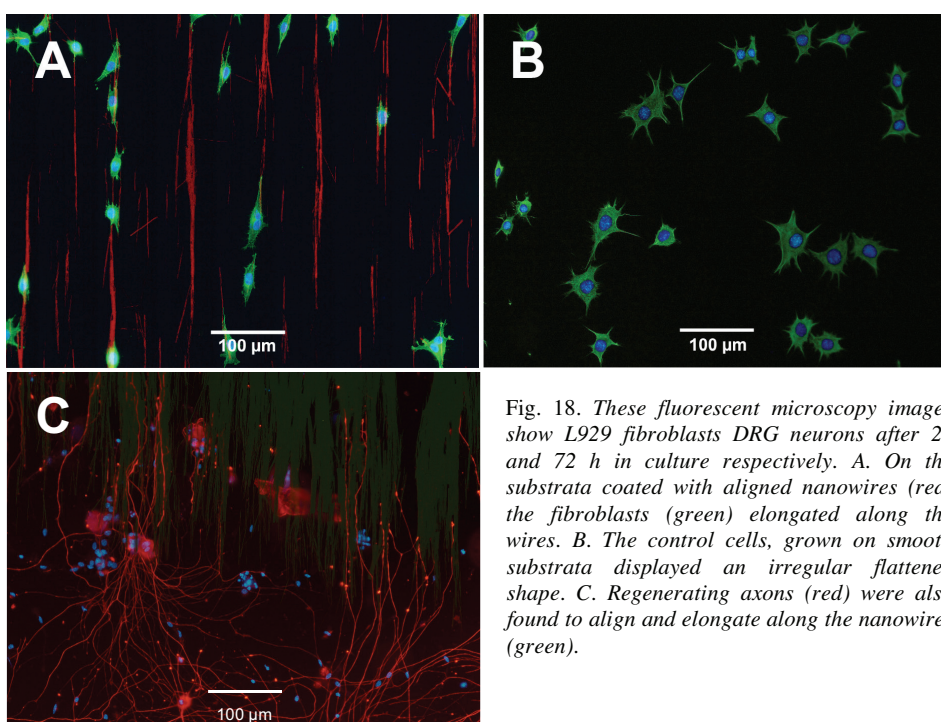 A
B
100 µm
100 µm
C
100 µm
Fig. 18. These fluorescent microscopy image
show L929 fibroblasts DRG neurons after 2
and 72 h in culture respectively. A. On th
substrata coated with aligned nanowires (red
the fibroblasts (green) elongated along th
wires. B. The control cells, grown on smoot
substrata displayed an irregular flattene
shape. C. Regenerating axons (red) were als
found to align and elongate along the nanowire
(green).